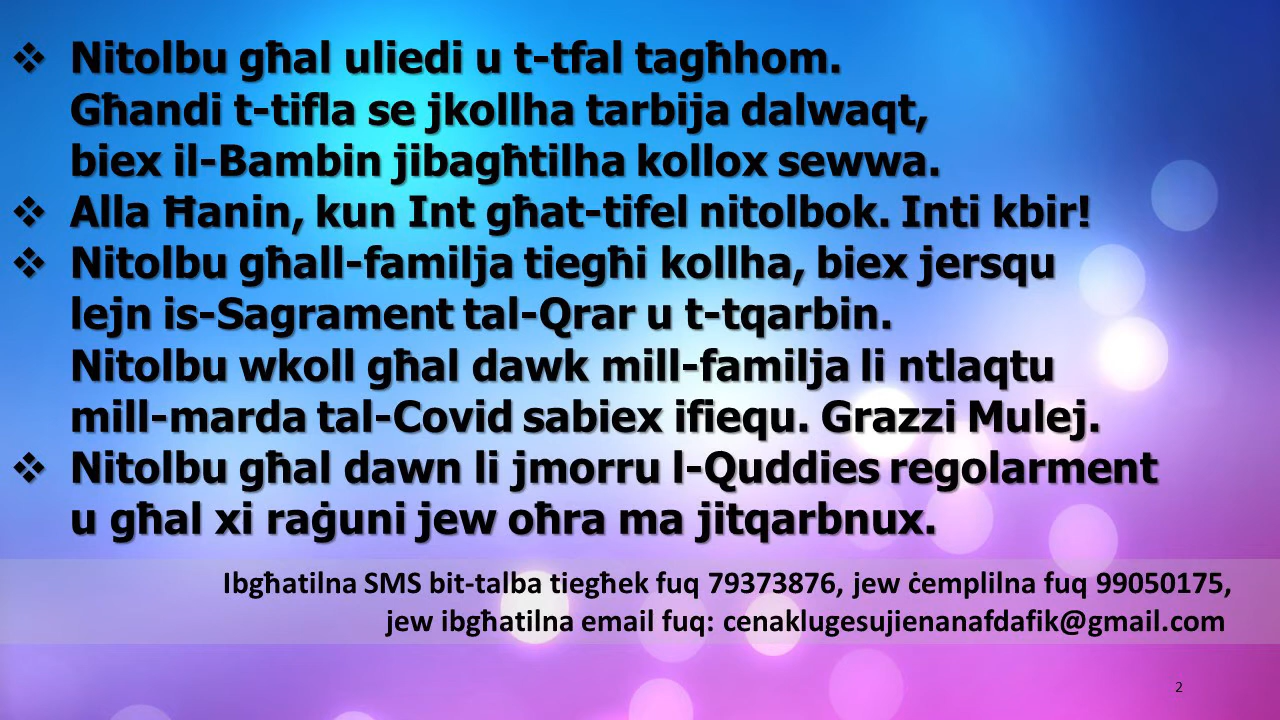 ❖ Nitolbu għal uliedi u t-tfal tagħhom.
Għandi t-tifla se jkollha tarbija dalwaqt,
biex il-Bambin jibagħtilha kollox sewwa.
❖ Alla Ħanin, kun Int għat-tifel nitolbok. Inti kbir!
❖ Nitolbu għall-familja tiegħi kollha, biex jersqu
lejn is-Sagrament tal-Qrar u t-tqarbin.
Nitolbu wkoll għal dawk mill-familja li ntlaqtu
mill-marda tal-Covid sabiex ifiequ. Grazzi Mulej.
❖ Nitolbu għal dawn li jmorru l-Quddies regolarment
u għal xi raġuni jew oħra ma jitqarbnux.
Ibgħatilna SMS bit-talba tiegħek fuq 79373876, jew ċemplilna fuq 99050175,
jew ibgħatilna email fuq: cenaklugesujienanafdafik@gmail.com
2